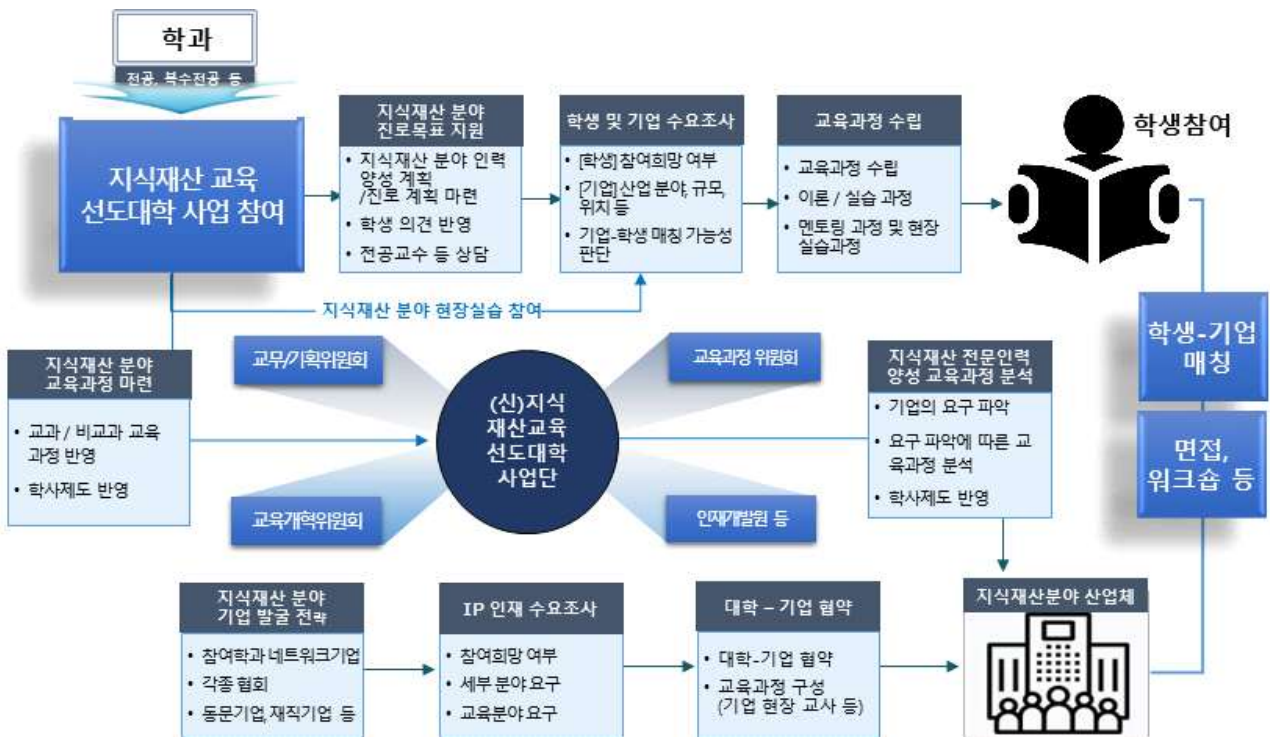 학과
전공, 복수전공 등
지식재산 교육
선도대학 사업 참여
지식재산 분야
진로목표 지원
• 지식재산 분야 인력
양성 계획
/진로 계획 마련
• 학생 의견 반영
• 전공교수 등 상담
학생 및 기업 수요조사
• [학생] 참여희망 여부
• [기업] 산업 분야, 규모,
위치 등
• 기업-학생 매칭 가능성
판단
교육과정 수립
• 교육과정 수립
• 이론 / 실습 과정
• 멘토링 과정 및 현장
실습과정
학생참여
지식재산 분야 현장실습 참여
학생-기업
매칭
면접,
워크숍 등
지식재산 분야
교육과정 마련
• 교과 / 비교과 교육
과정 반영
• 학사제도 반영
교무/기획위원회
교육과정 위원회
(신)지식
재산교육
선도대학
사업단
교육개혁위원회
인재개발원 등
지식재산 전문인력
양성 교육과정 분석
• 기업의 요구 파악
• 요구 파악에 따른 교
육과정 분석
• 학사제도 반영
지식재산 분야
기업 발굴 전략
• 참여학과 네트워크기업
• 각종 협회
• 동문기업, 재직기업 등
IP 인재 수요조사
• 참여희망 여부
• 세부 분야 요구
• 교육분야 요구
대학 – 기업 협약
• 대학-기업 협약
• 교육과정 구성
(기업 현장 교사 등)
지식재산분야 산업체